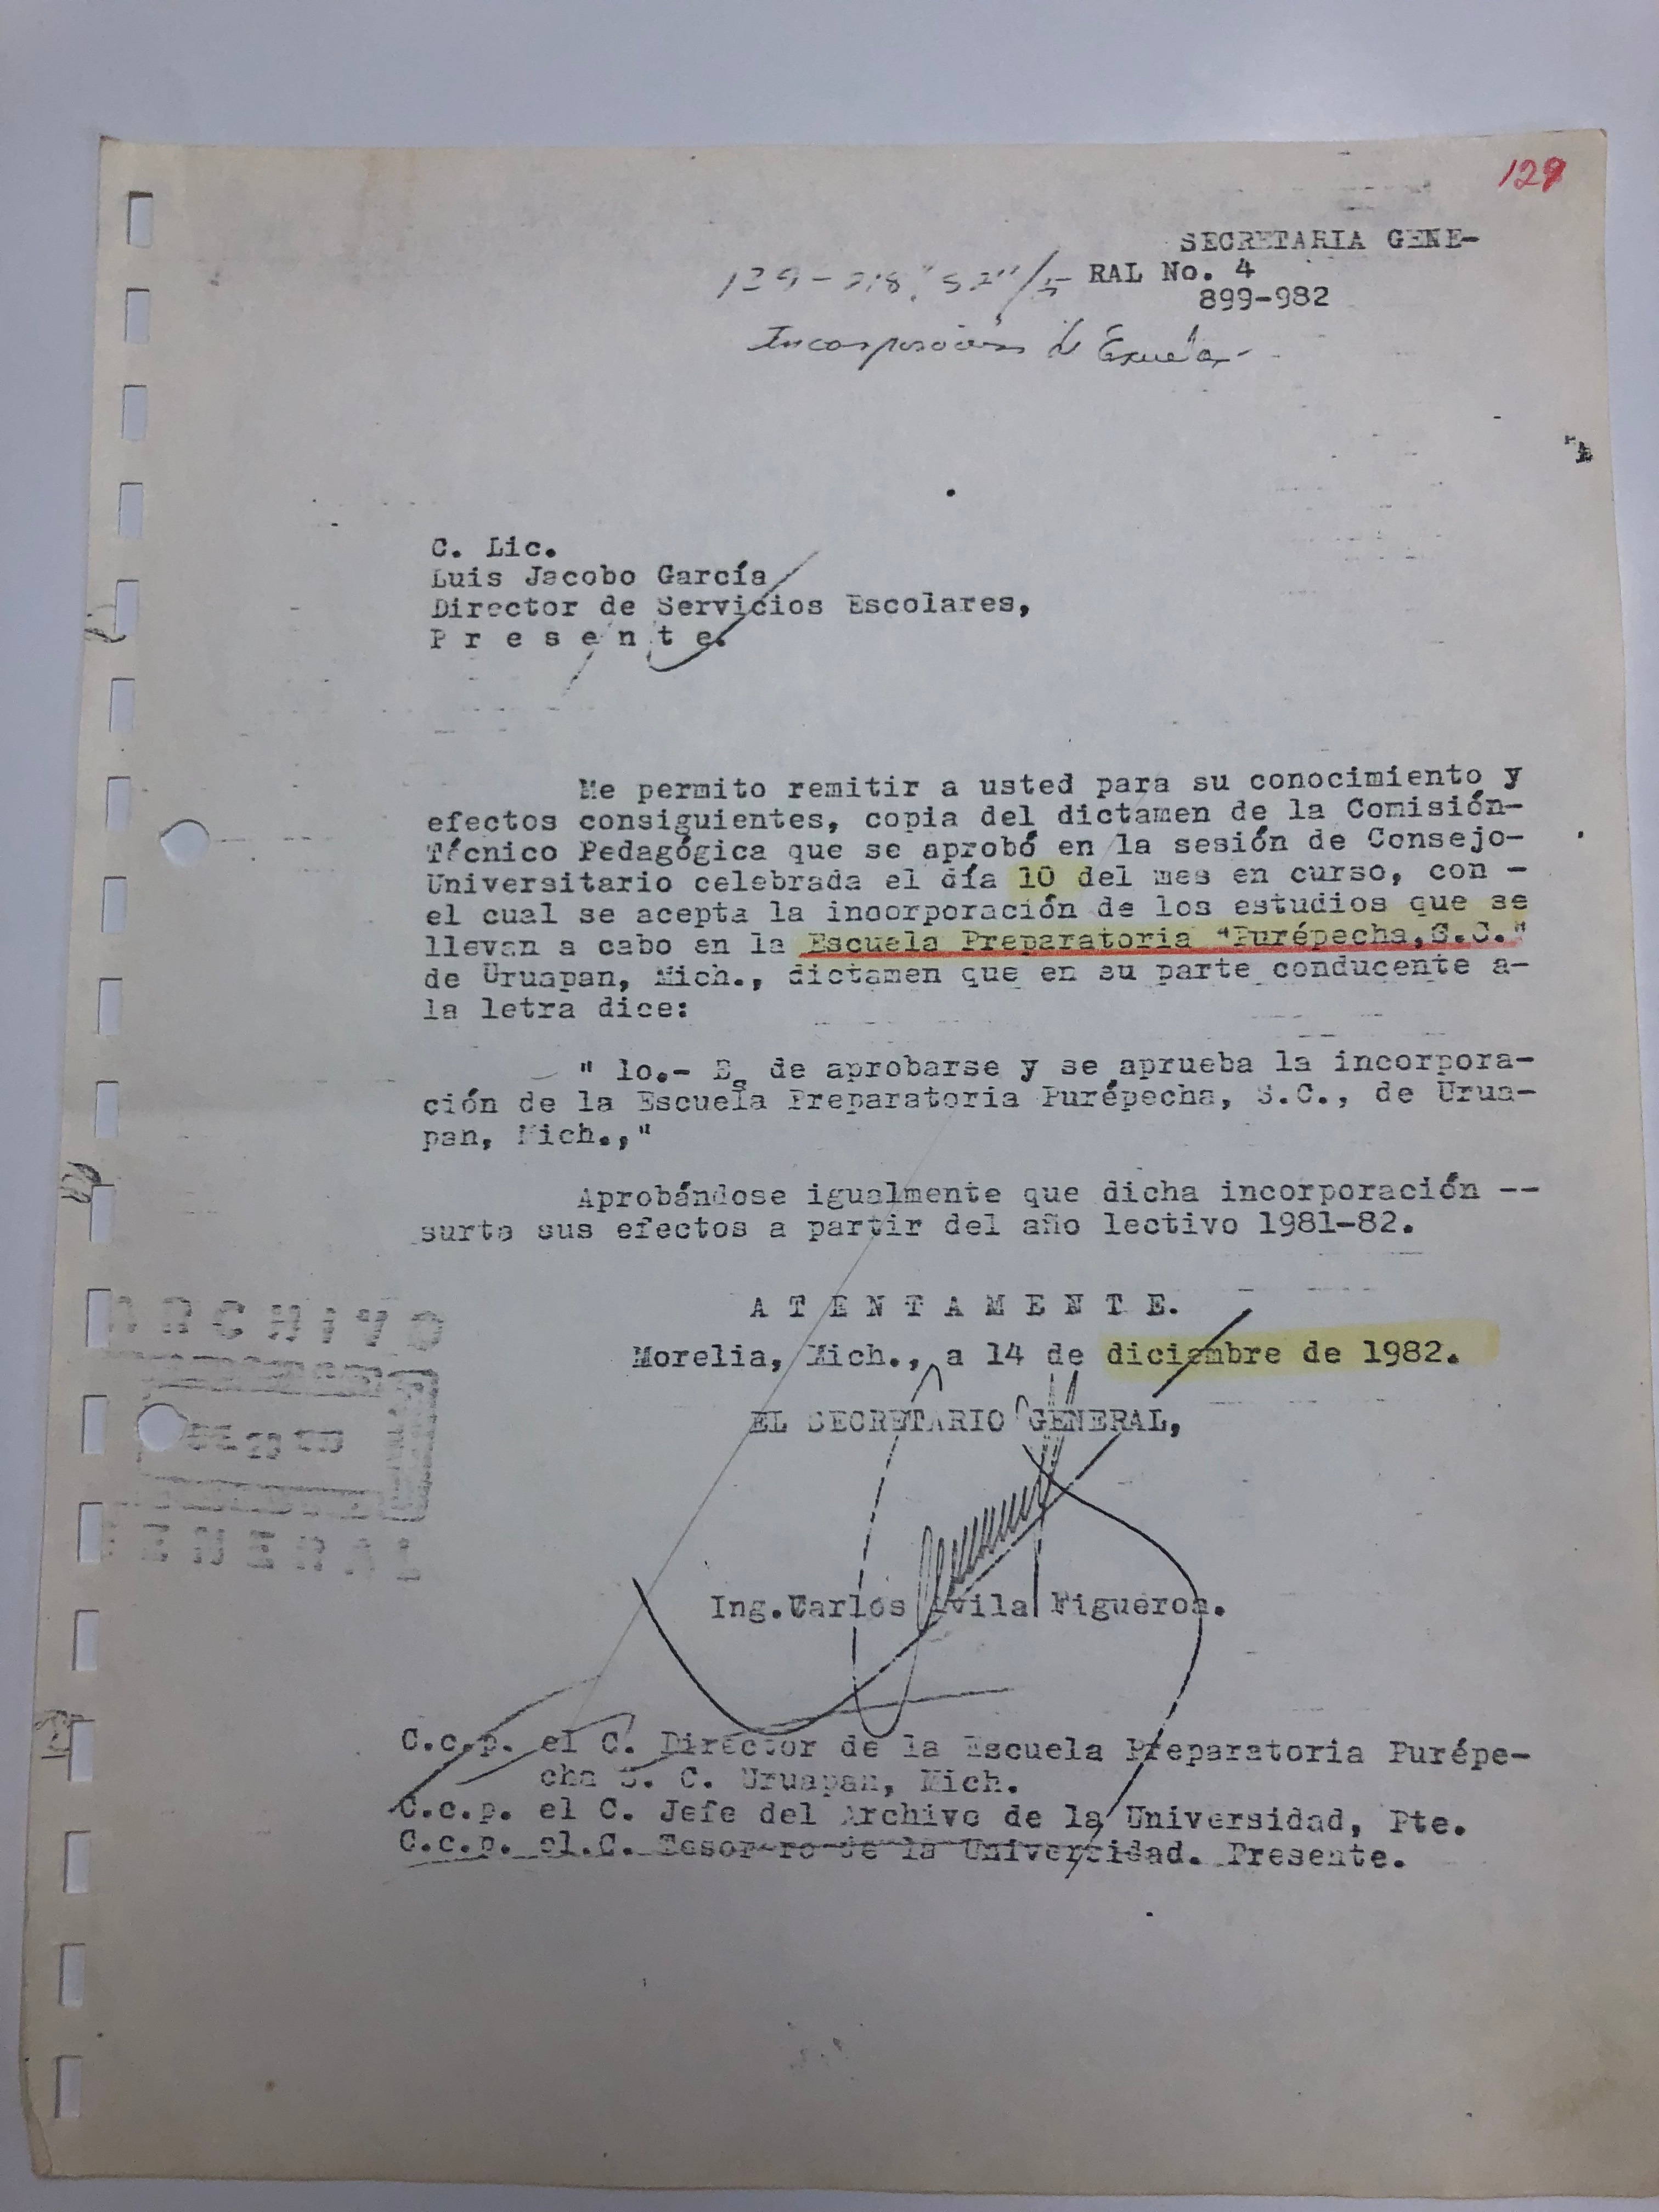 129
SECRETARIA GENE-
RAL No. 4
899-982
Incorporación de Escuelas
C. Lic.
Luis Jacobo García
Director de Servicios Escolares,
P r e s e n t e.
Me permito remitir a usted para su conocimiento y
efectos consiguientes, copia del dictamen de la Comisión-
Técnico Pedagógica que se aprobó en la sesión de Consejo-
Universitario celebrada el día 10 del mes en curso, con -
el cual se acepta la incorporación de los estudios que se
llevan a cabo en la Escuela Preparatoria "Purépecha,S.C."
de Uruapan, Mich., dictamen que en su parte conducente a-
la letra dice:
" lo.- Es de aprobarse y se aprueba la incorpora-
ción de la Escuela Preparatoria Purépecha, S.C., de Urua-
pan, Mich.,"
Aprobándose igualmente que dicha incorporación --
surta sus efectos a partir del año lectivo 1981-82.
A T E N T A M E N T E.
Morelia, Mich., a 14 de diciembre de 1982.
EL SECRETARIO GENERAL,
Ing.Carlos Avila Figueroa.
C.c.p. el C. Director de la Escuela Preparatoria Purépe-
cha S. C. Uruapan, Mich.
C.c.p. el C. Jefe del Archivo de la Universidad, Pte.
C.c.p. el.C. Tesorero de la Universidad. Presente.
ARCHIVO
GENERAL